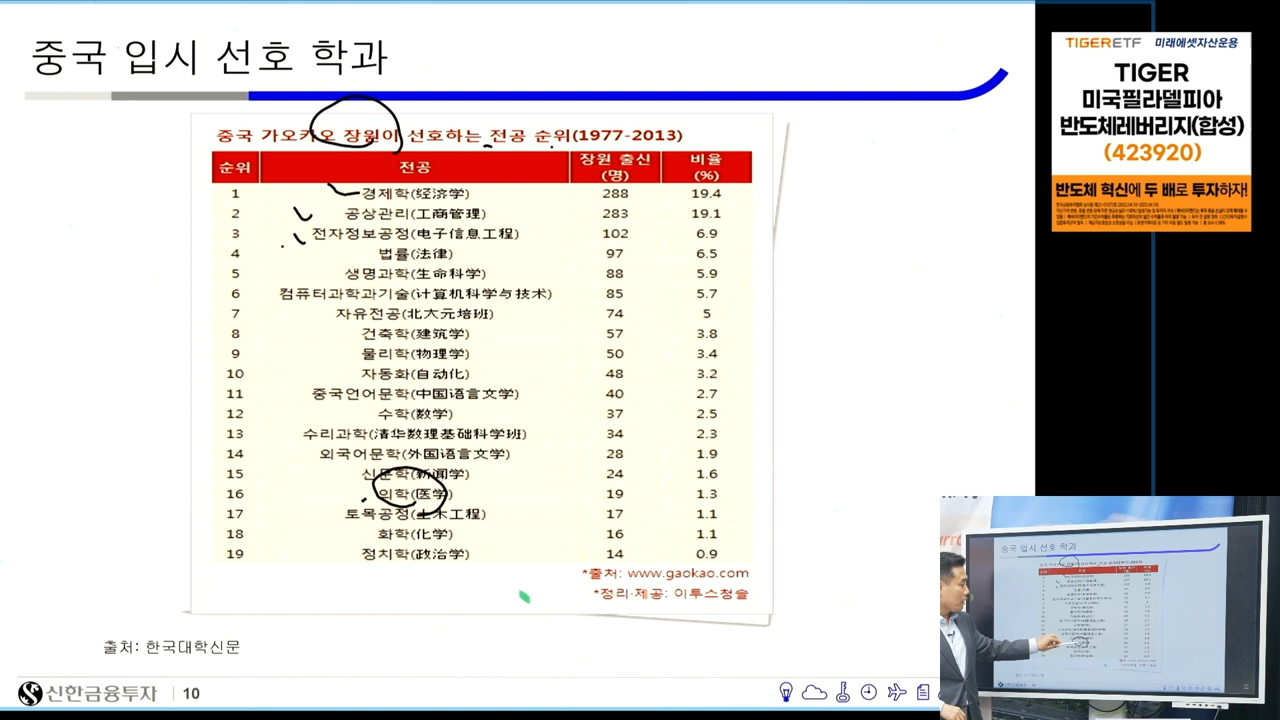 중국 입시 선호 학과
중국 가오카오 장원이 선호하는 전공 순위(1977-2013)
순위 전공 장원 출신(명) 비율(%)
1 경제학(经济学) 288 19.4
2 공상관리(工商管理) 283 19.1
3 전자정보공정(电子信息工程) 102 6.9
4 법률(法律) 97 6.5
5 생명과학(生命科学) 88 5.9
6 컴퓨터과학과기술(计算机科学与技术) 85 5.7
7 자유전공(北大元培班) 74 5
8 건축학(建筑学) 57 3.8
9 물리학(物理学) 50 3.4
10 자동화(自动化) 48 3.2
11 중국언어문학(中国语言文学) 40 2.7
12 수학(数学) 37 2.5
13 수리과학(清华数理基础科学班) 34 2.3
14 외국어문학(外国语言文学) 28 1.9
15 신문학(新闻学) 24 1.6
16 의학(医学) 19 1.3
17 토목공정(土木工程) 17 1.1
18 화학(化学) 16 1.1
19 정치학(政治学) 14 0.9
*출처: www.gaokao.com
*정리·제공: 이투스청솔
출처: 한국대학신문
신한금융투자 10
TIGERETF 미래에셋자산운용
TIGER
미국필라델피아
반도체레버리지(합성)
(423920)
반도체 혁신에 두 배로 투자하자!
중국 입시 선호 학과